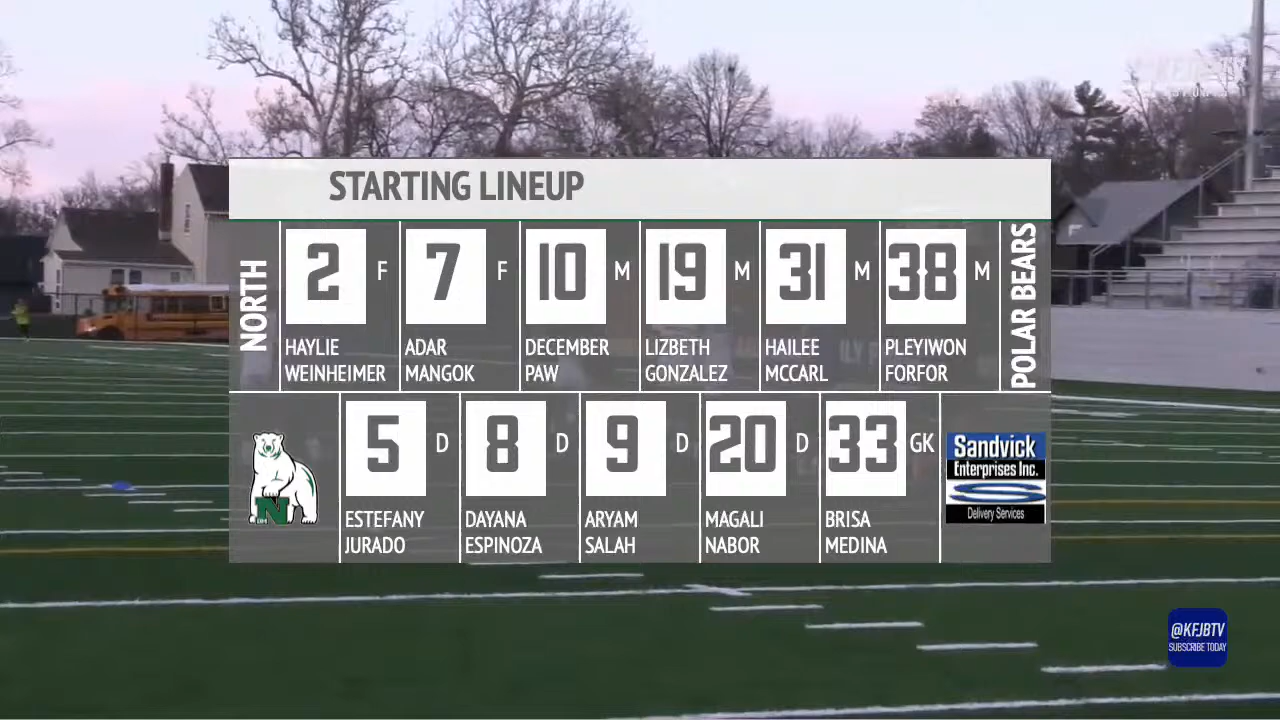 KFJBTV
STARTING LINEUP
NORTH
2 F
HAYLIE
WEINHEIMER
7 F
ADAR
MANGOK
10 M
DECEMBER
PAW
19 M
LIZBETH
GONZALEZ
31 M
HAILEE
MCCARL
38 M
PLEYIWON
FORFOR
POLAR BEARS
N
DM
5 D
ESTEFANY
JURADO
8 D
DAYANA
ESPINOZA
9 D
ARYAM
SALAH
20 D
MAGALI
NABOR
33 GK
BRISA
MEDINA
Sandvick
Enterprises Inc.
Delivery Services
@KFJBTV
SUBSCRIBE TODAY